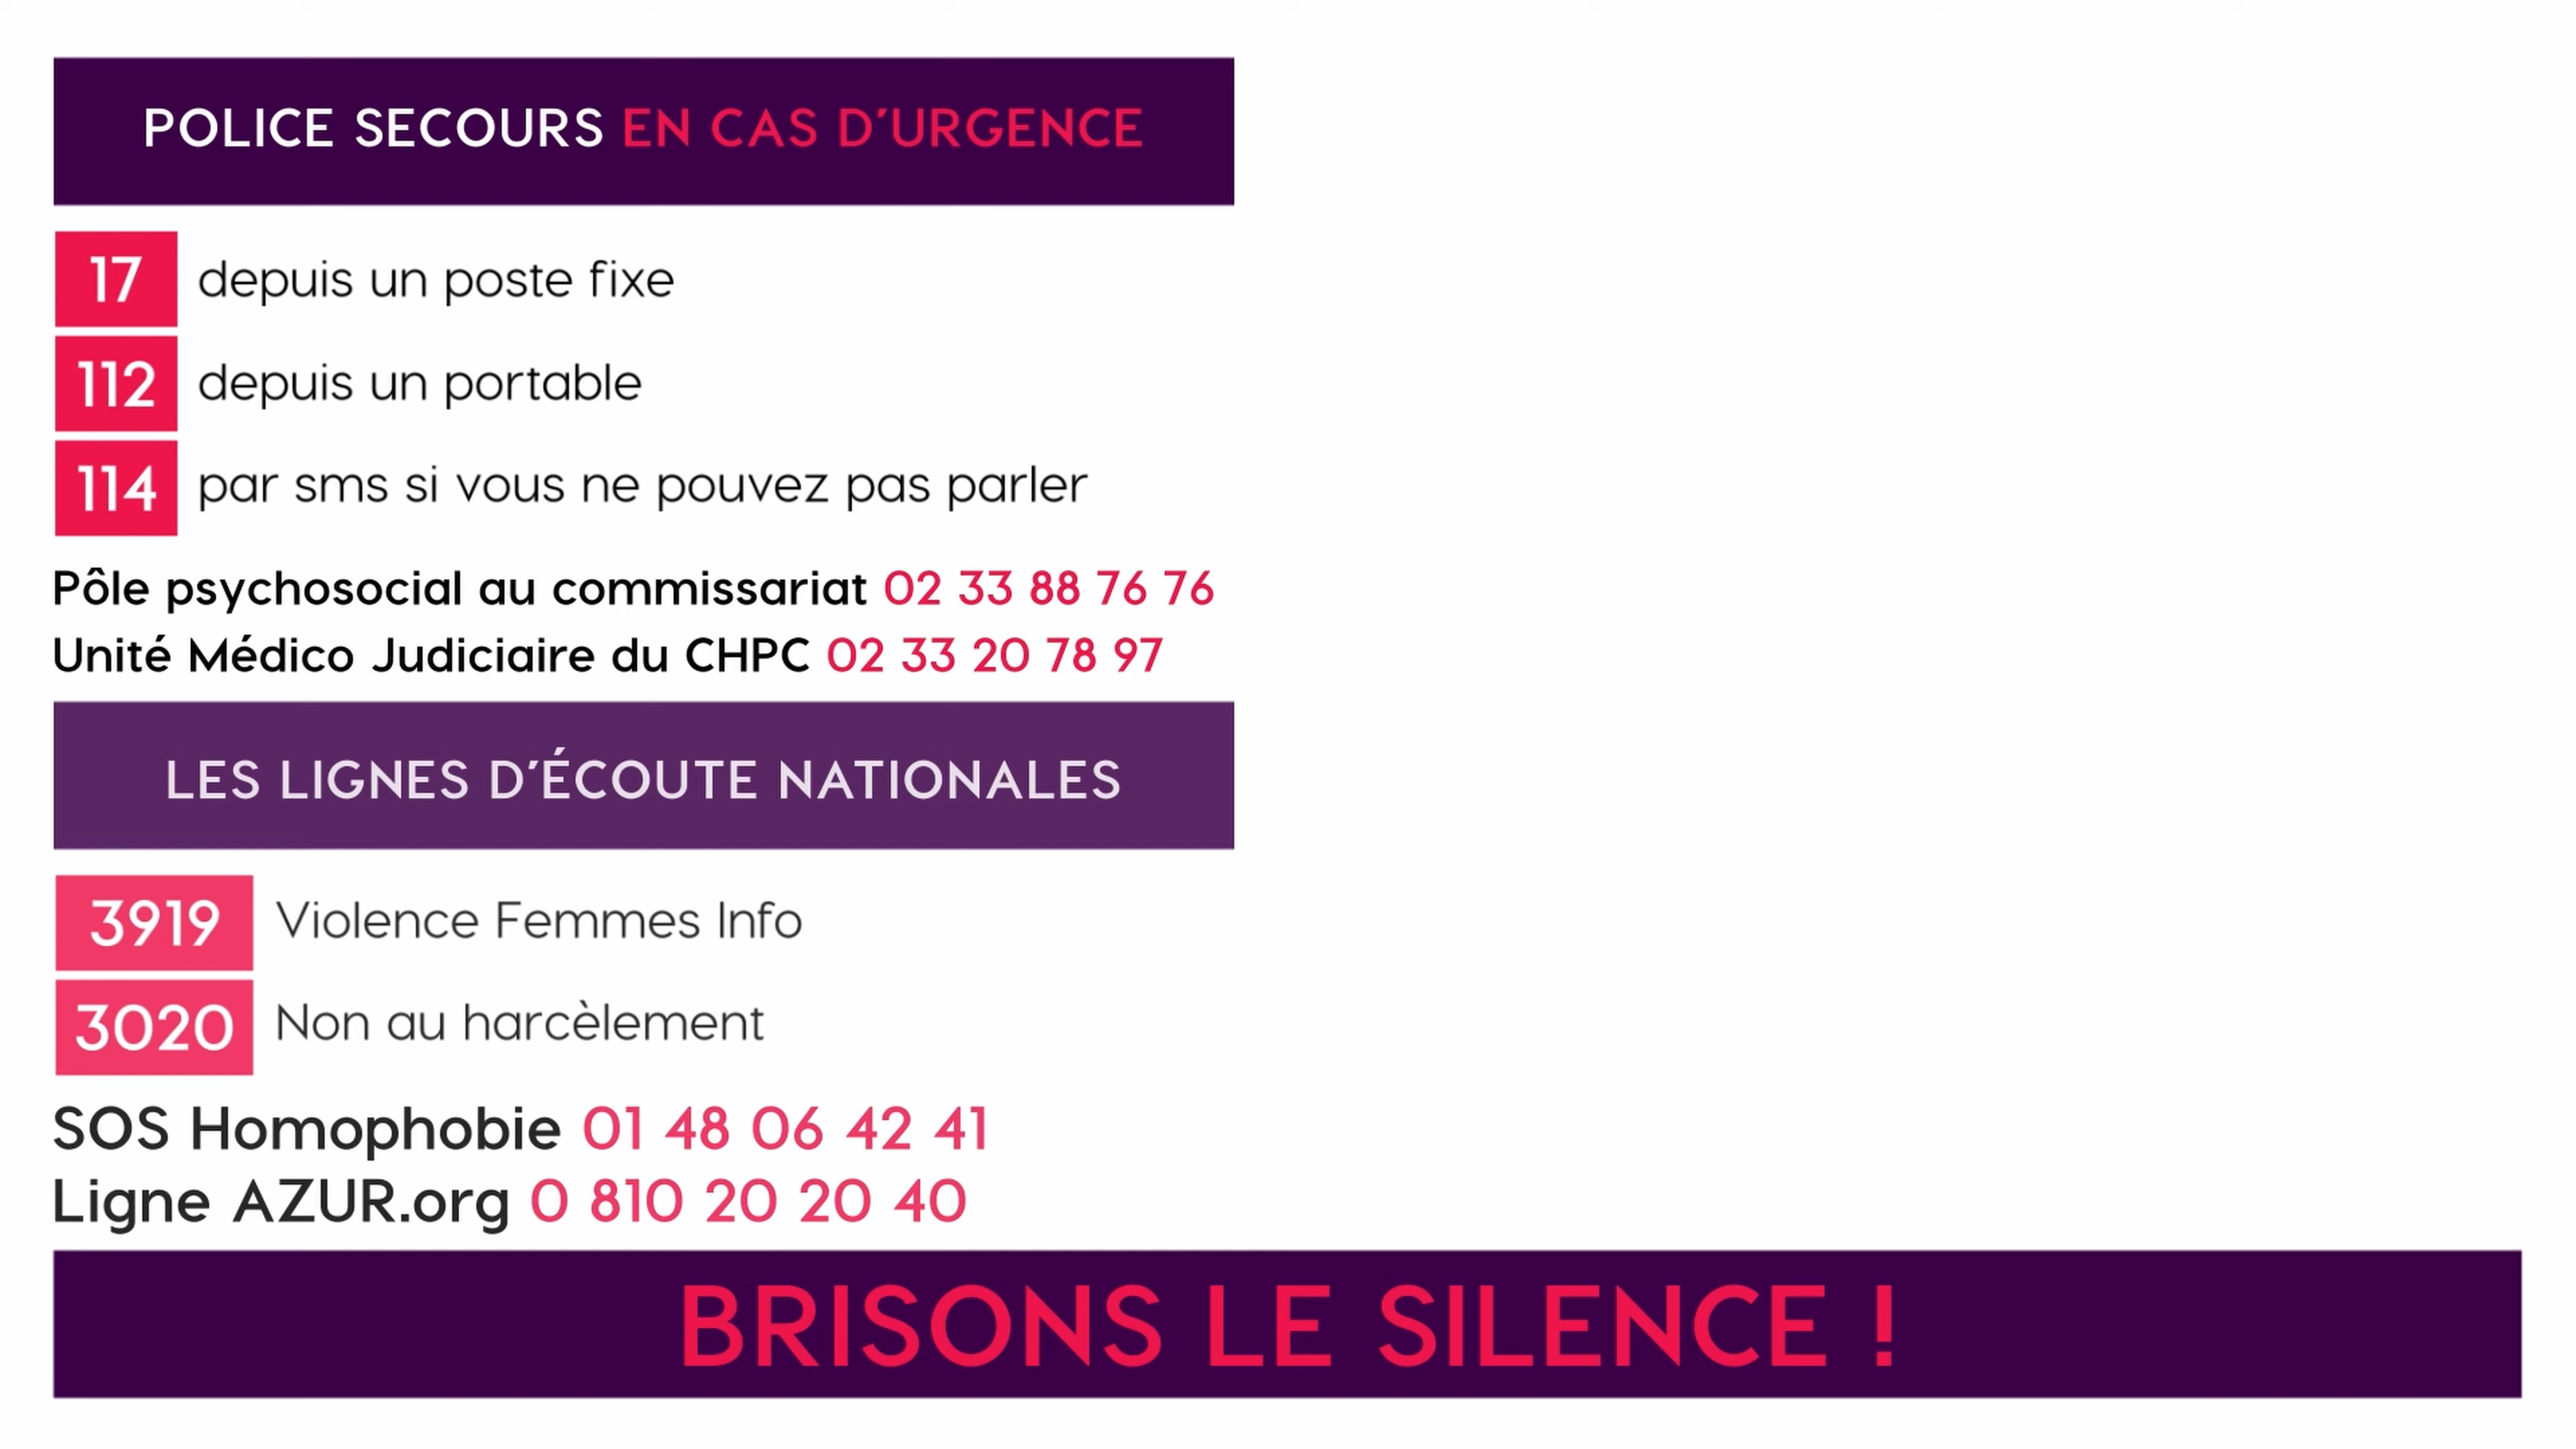 POLICE SECOURS EN CAS D'URGENCE
17 depuis un poste fixe
112 depuis un portable
114 par sms si vous ne pouvez pas parler
Pôle psychosocial au commissariat 02 33 88 76 76
Unité Médico Judiciaire du CHPC 02 33 20 78 97
LES LIGNES D'ÉCOUTE NATIONALES
3919 Violence Femmes Info
3020 Non au harcèlement
SOS Homophobie 01 48 06 42 41
Ligne AZUR.org 0 810 20 20 40
BRISONS LE SILENCE !